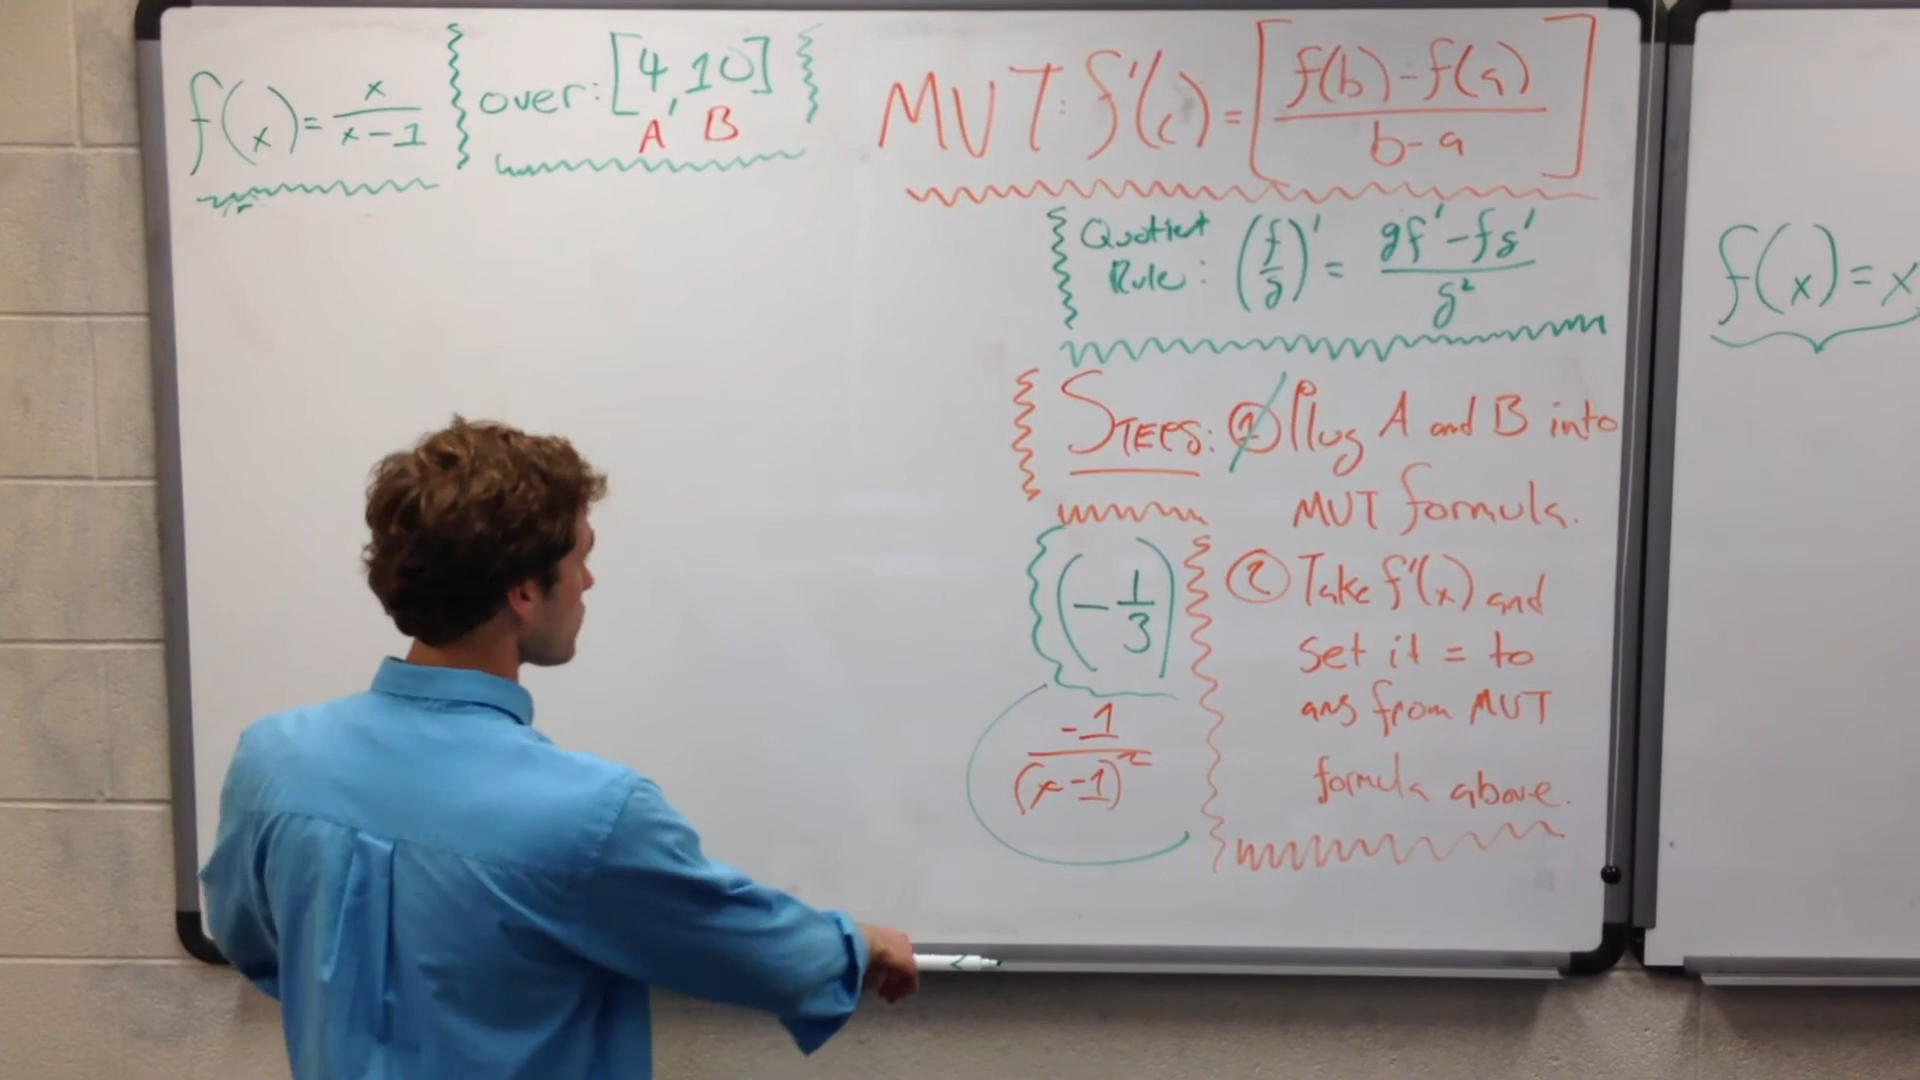 f(x) = x/(x-1)
over: [4, 10]
A B
MVT: f'(c) = [(f(b)-f(a))/(b-a)]
Quotient
Rule: (f/g)' = (gf'-fg')/g²
STEPS: ① Plug A and B into
MVT formula.
(-1/3)
② Take f'(x) and
set it = to
ans from MVT
formula above.
-1/(x-1)²
f(x)=x